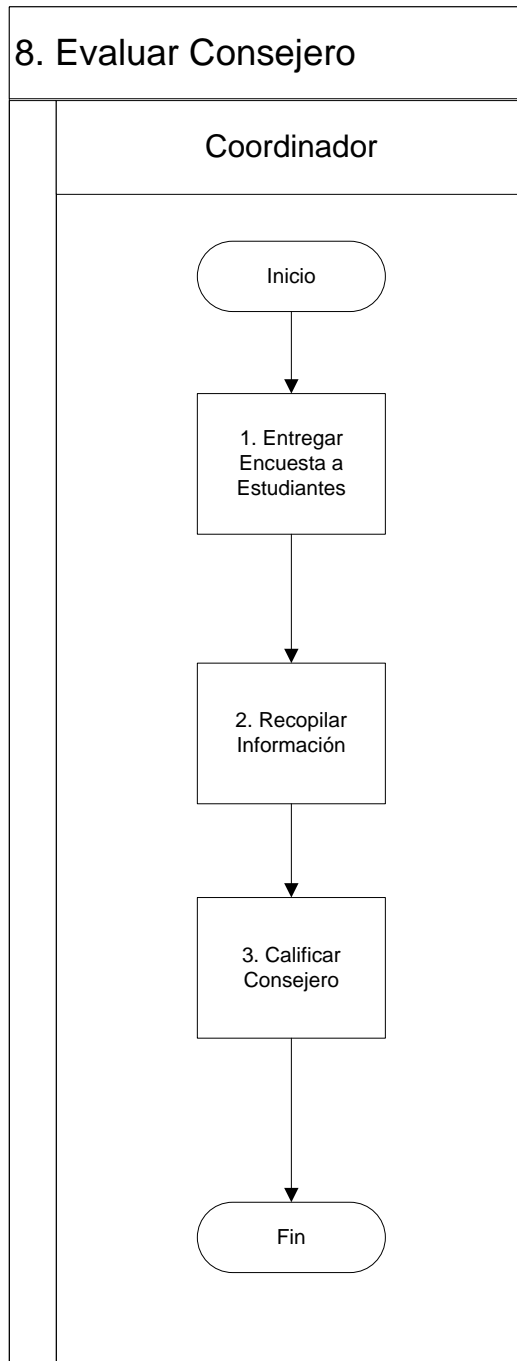 8. Evaluar Consejero
Coordinador
Inicio
1. Entregar
Encuesta a
Estudiantes
2. Recopilar
Información
3. Calificar
Consejero
Fin